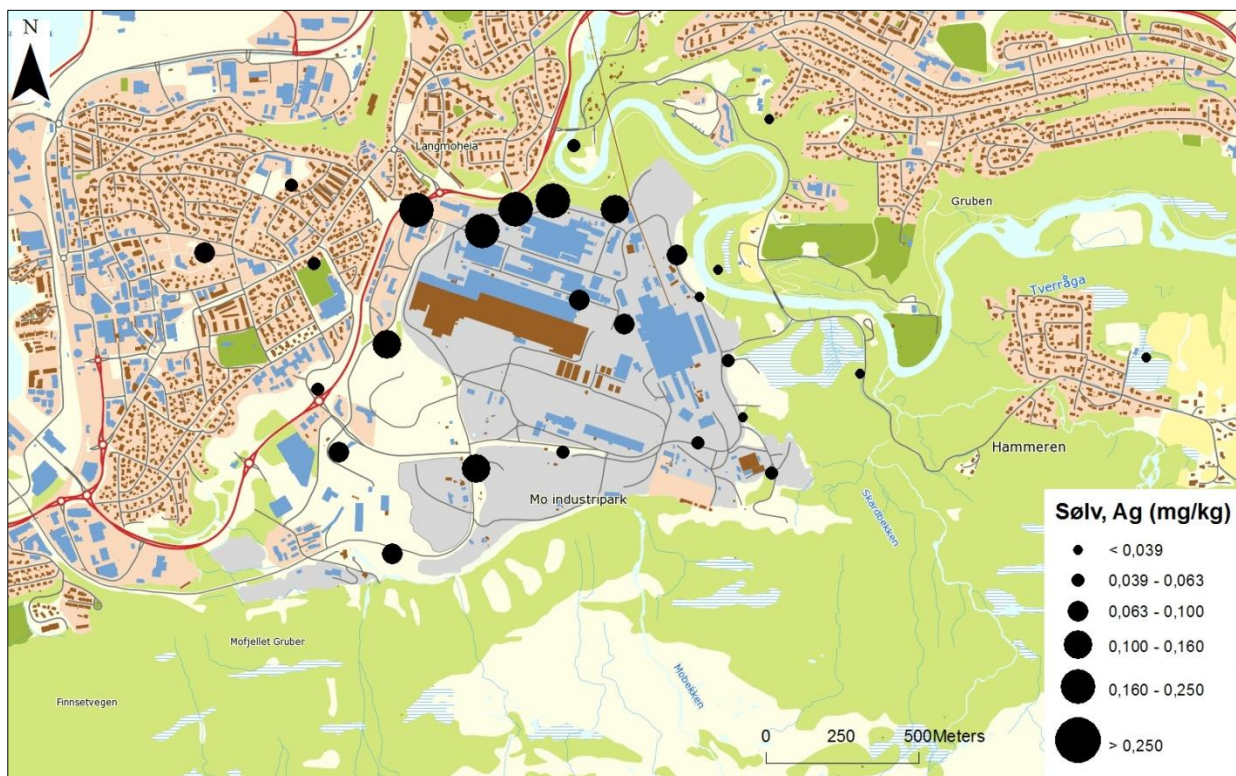 N
Langmoheia
Gruben
Tverråga
Hammeren
Mo industripark
Skardbekken
Mofjellet Gruber
Mobekken
Finnsetvegen
0 250 500Meters
Sølv, Ag (mg/kg)
< 0,039
0,039 - 0,063
0,063 - 0,100
0,100 - 0,160
0,160 - 0,250
> 0,250